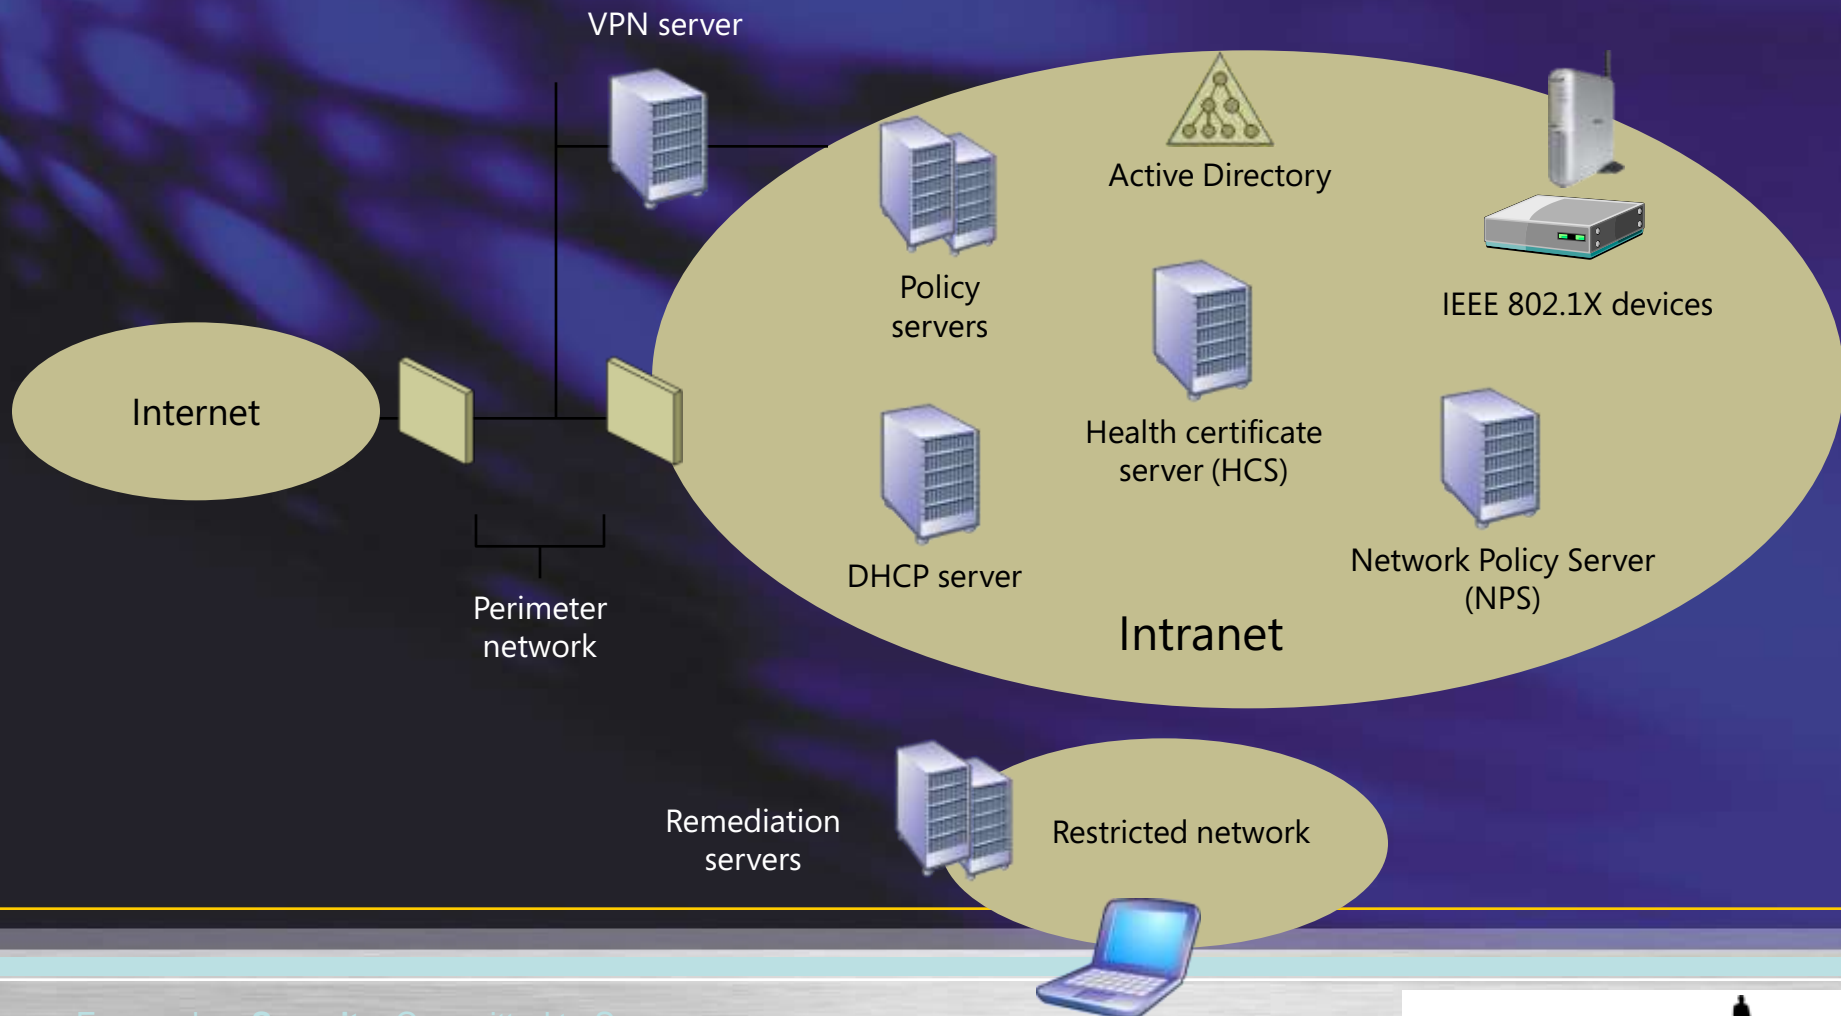 VPN server
Active Directory
Policy
servers
IEEE 802.1X devices
Internet
Health certificate
server (HCS)
DHCP server
Network Policy Server
(NPS)
Perimeter
network
Intranet
Remediation
servers
Restricted network